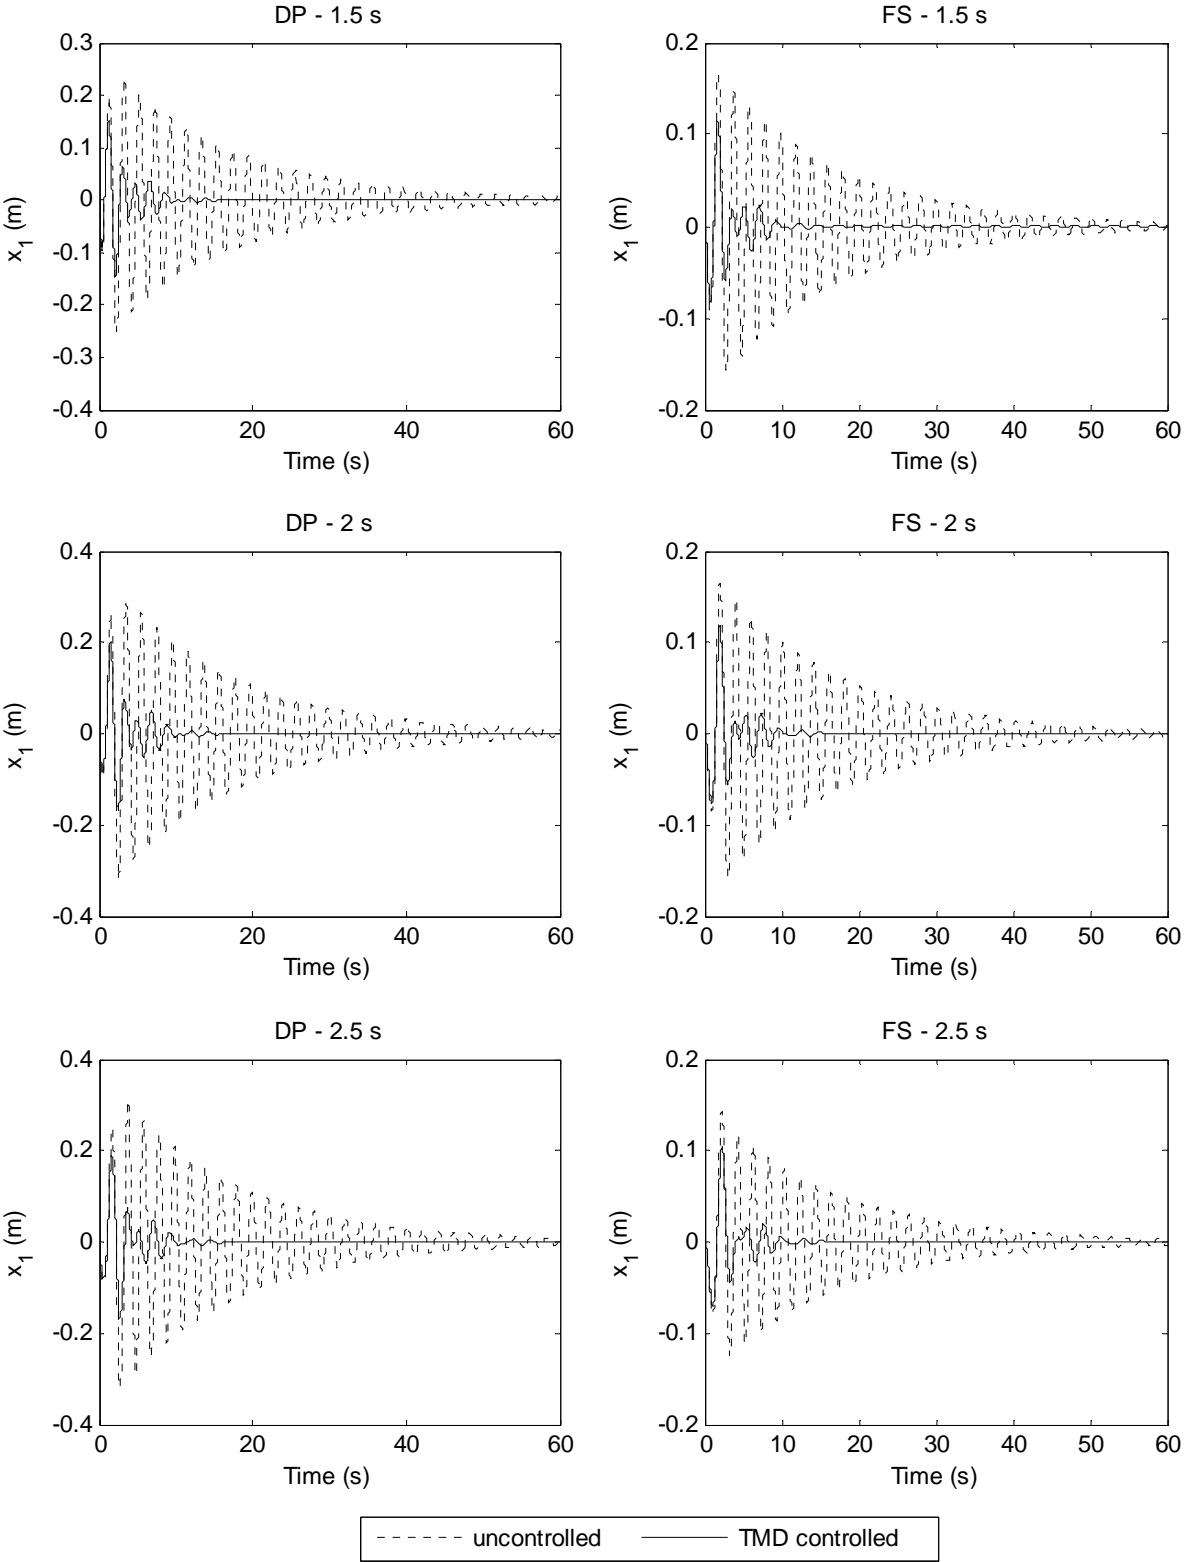 DP - 1.5 s
FS - 1.5 s
0.3
0.2
0.1
0
-0.1
-0.2
-0.3
-0.4
x1 (m)
0 20 40 60
Time (s)
0.2
0.1
0
-0.1
-0.2
x1 (m)
0 10 20 30 40 50 60
Time (s)
DP - 2 s
FS - 2 s
0.4
0.2
0
-0.2
-0.4
x1 (m)
0 20 40 60
Time (s)
0.2
0.1
0
-0.1
-0.2
x1 (m)
0 10 20 30 40 50 60
Time (s)
DP - 2.5 s
FS - 2.5 s
0.4
0.2
0
-0.2
-0.4
x1 (m)
0 20 40 60
Time (s)
0.2
0.1
0
-0.1
-0.2
x1 (m)
0 10 20 30 40 50 60
Time (s)
uncontrolled TMD controlled